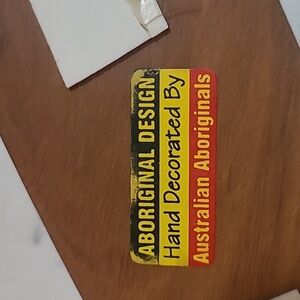 ABORIGINAL DESIGN
Hand Decorated By
Australian Aboriginals